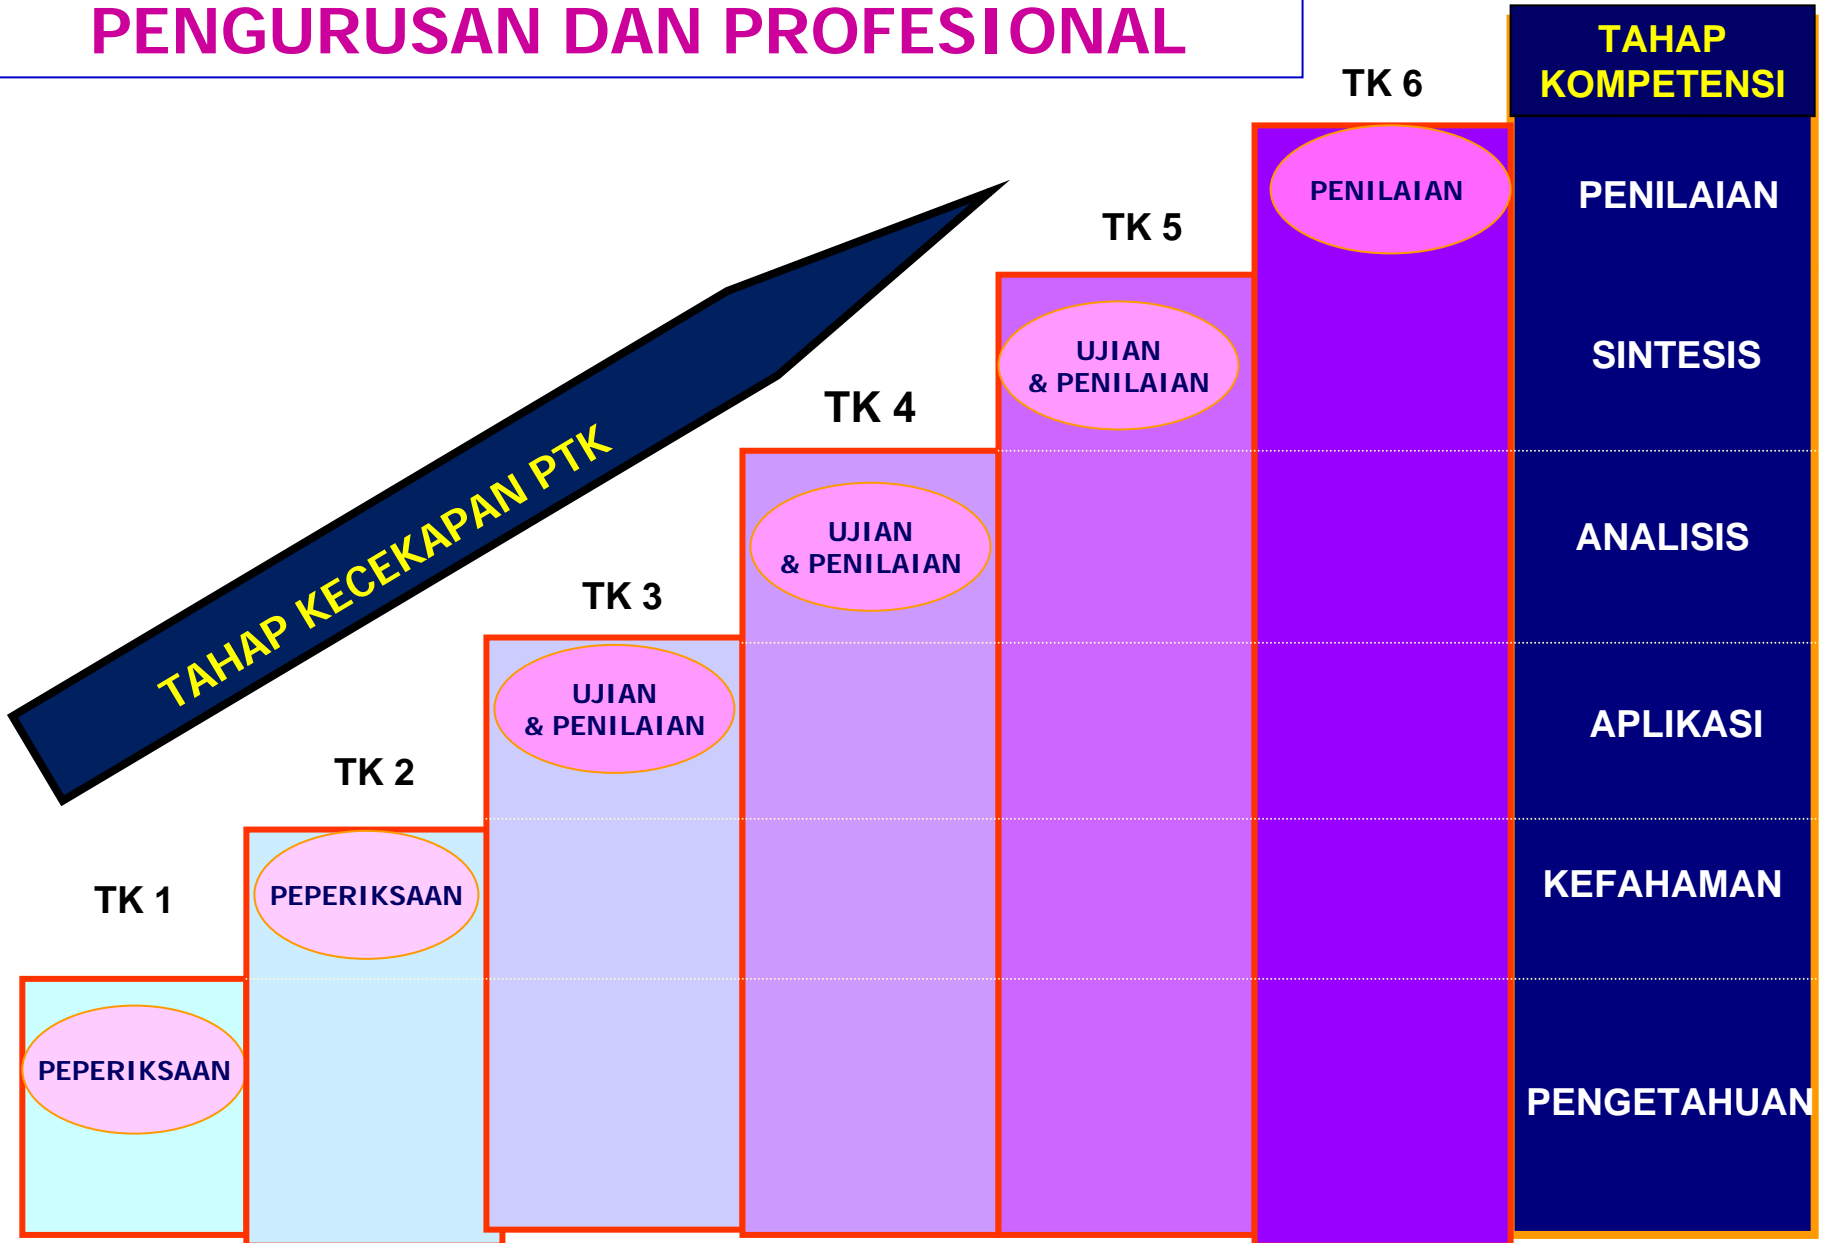 PENGURUSAN DAN PROFESIONAL
TAHAP
KOMPETENSI
TK 6
PENILAIAN
PENILAIAN
TK 5
UJIAN
& PENILAIAN
SINTESIS
TK 4
UJIAN
& PENILAIAN
ANALISIS
TAHAP KECEKAPAN PTK
TK 3
UJIAN
& PENILAIAN
APLIKASI
TK 2
PEPERIKSAAN
KEFAHAMAN
TK 1
PEPERIKSAAN
PENGETAHUAN